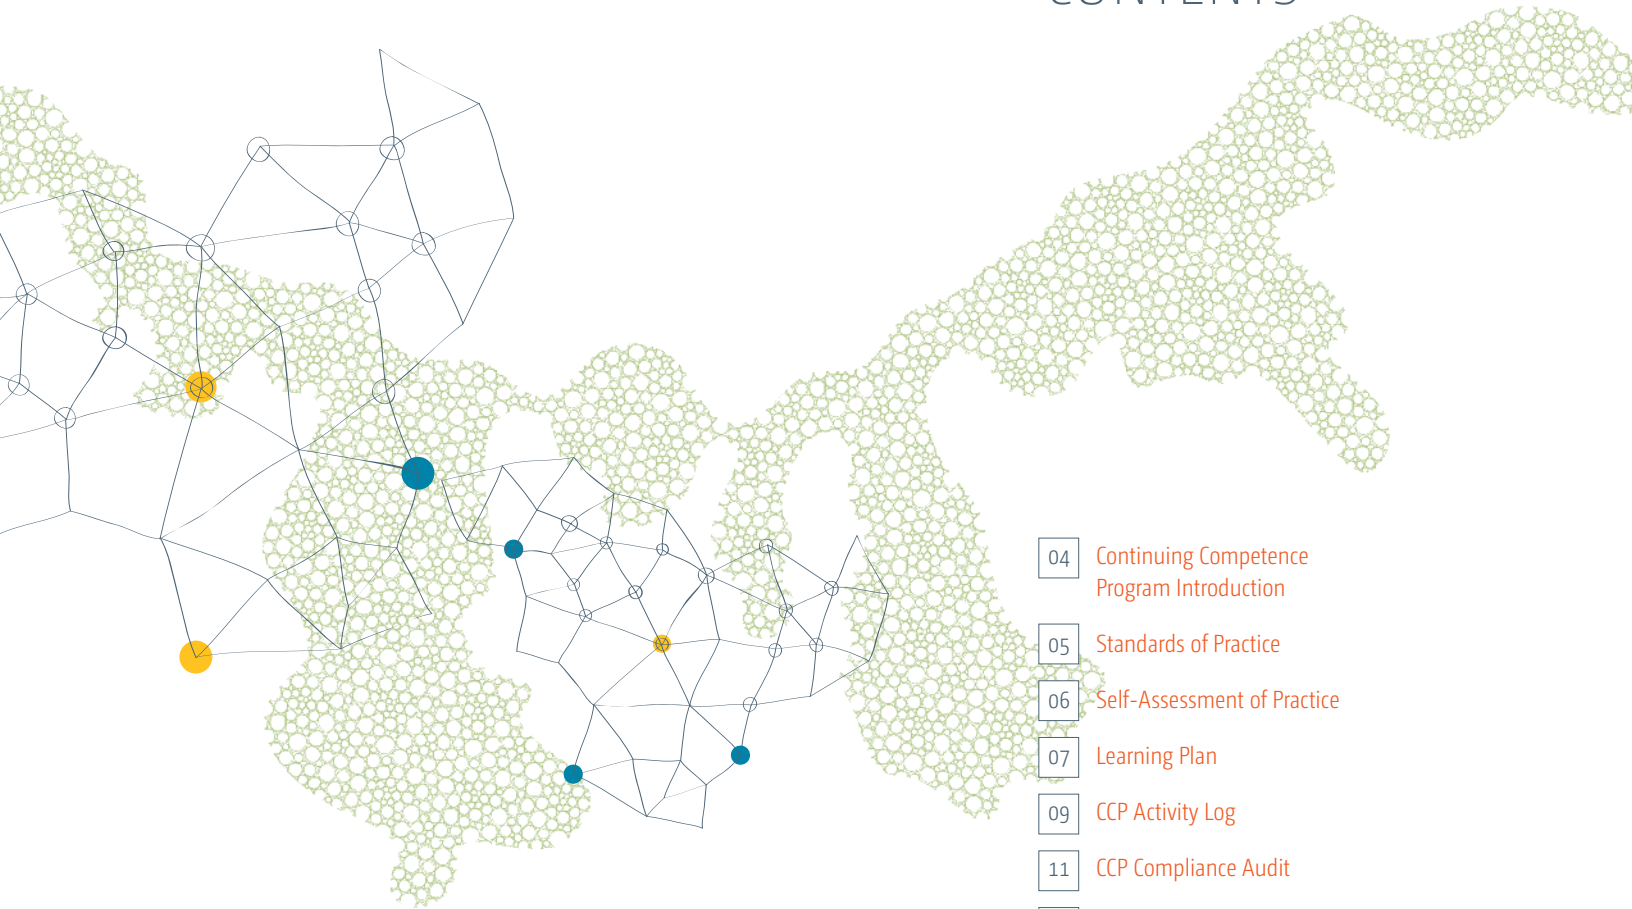 CONTENTS
04
Continuing Competence
Program Introduction
05
Standards of Practice
06
Self-Assessment of Practice
07
Learning Plan
09
CCP Activity Log
11
CCP Compliance Audit